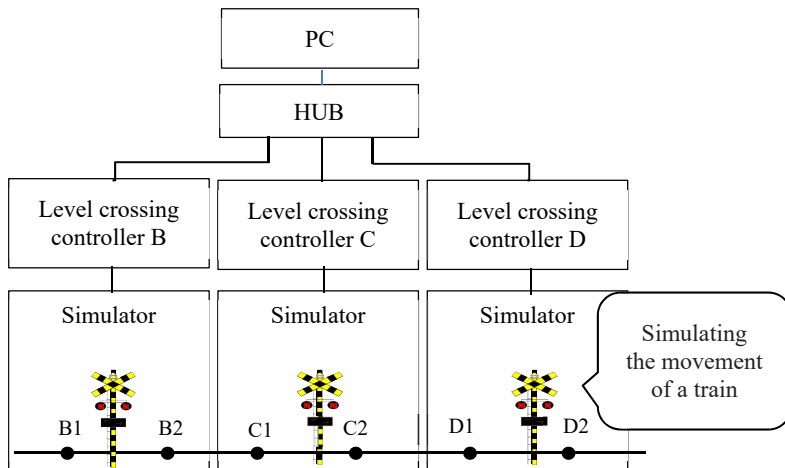 PC
HUB
Level crossing
controller B
Level crossing
controller C
Level crossing
controller D
Simulator
Simulator
Simulator
Simulating
the movement
of a train
B1
B2
C1
C2
D1
D2